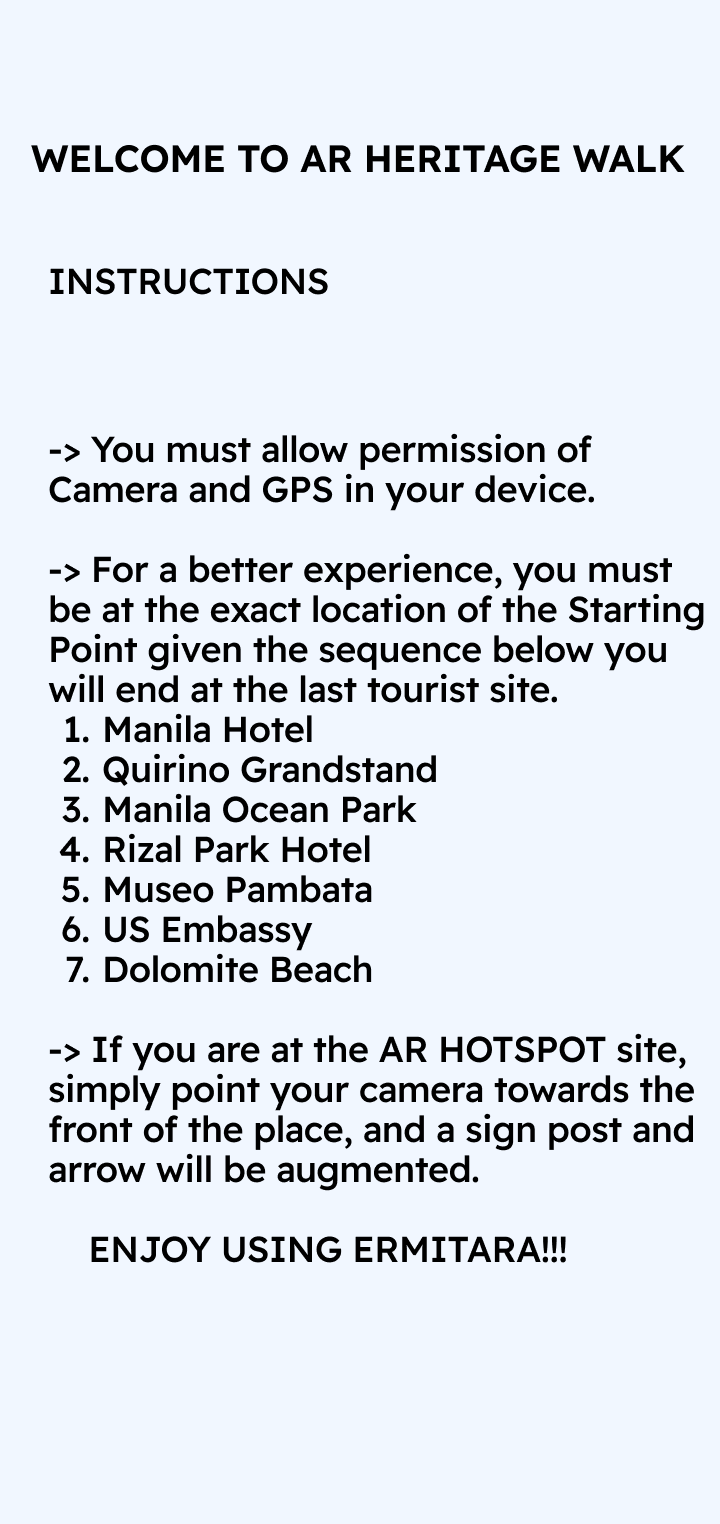 WELCOME TO AR HERITAGE WALK
INSTRUCTIONS
-> You must allow permission of
Camera and GPS in your device.
-> For a better experience, you must
be at the exact location of the Starting
Point given the sequence below you
will end at the last tourist site.
1. Manila Hotel
2. Quirino Grandstand
3. Manila Ocean Park
4. Rizal Park Hotel
5. Museo Pambata
6. US Embassy
7. Dolomite Beach
-> If you are at the AR HOTSPOT site,
simply point your camera towards the
front of the place, and a sign post and
arrow will be augmented.
ENJOY USING ERMITARA!!!